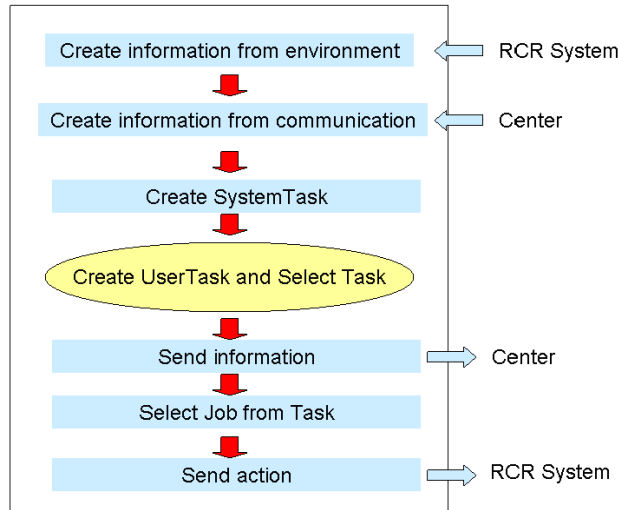 Create information from environment
RCR System
Create information from communication
Center
Create SystemTask
Create UserTask and Select Task
Send information
Center
Select Job from Task
Send action
RCR System